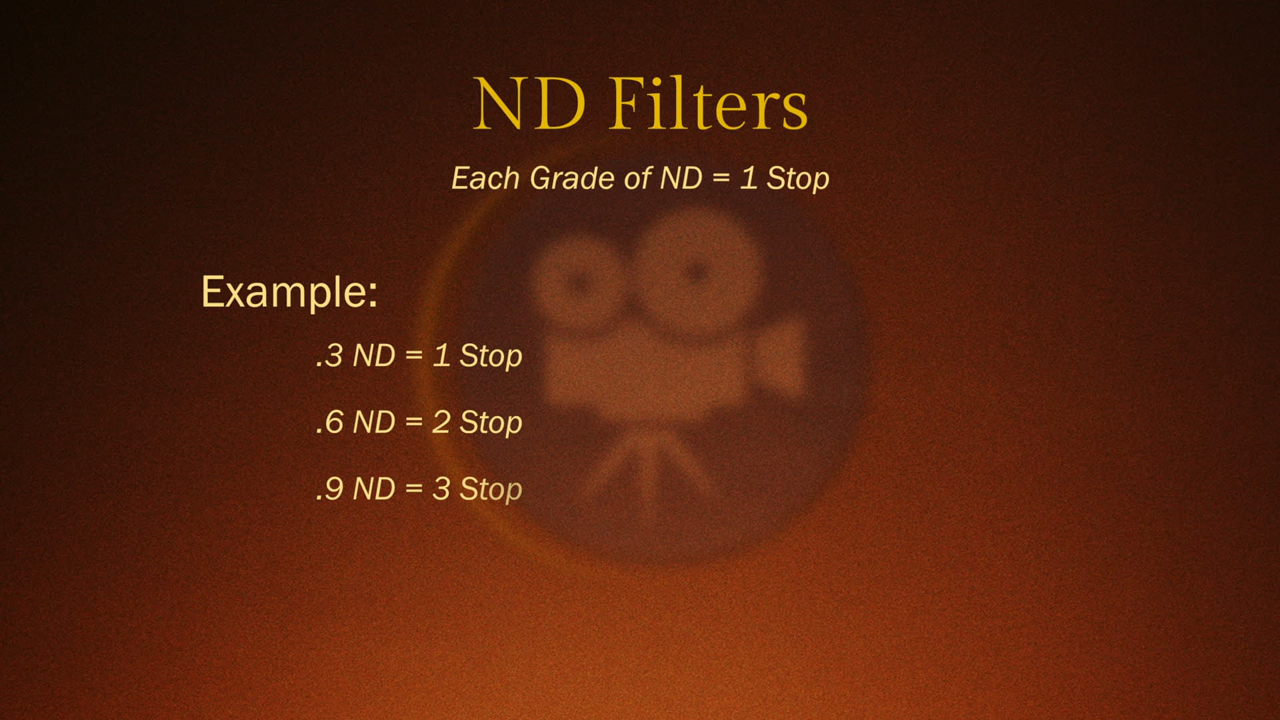 ND Filters
Each Grade of ND = 1 Stop
Example:
.3 ND = 1 Stop
.6 ND = 2 Stop
.9 ND = 3 Stop